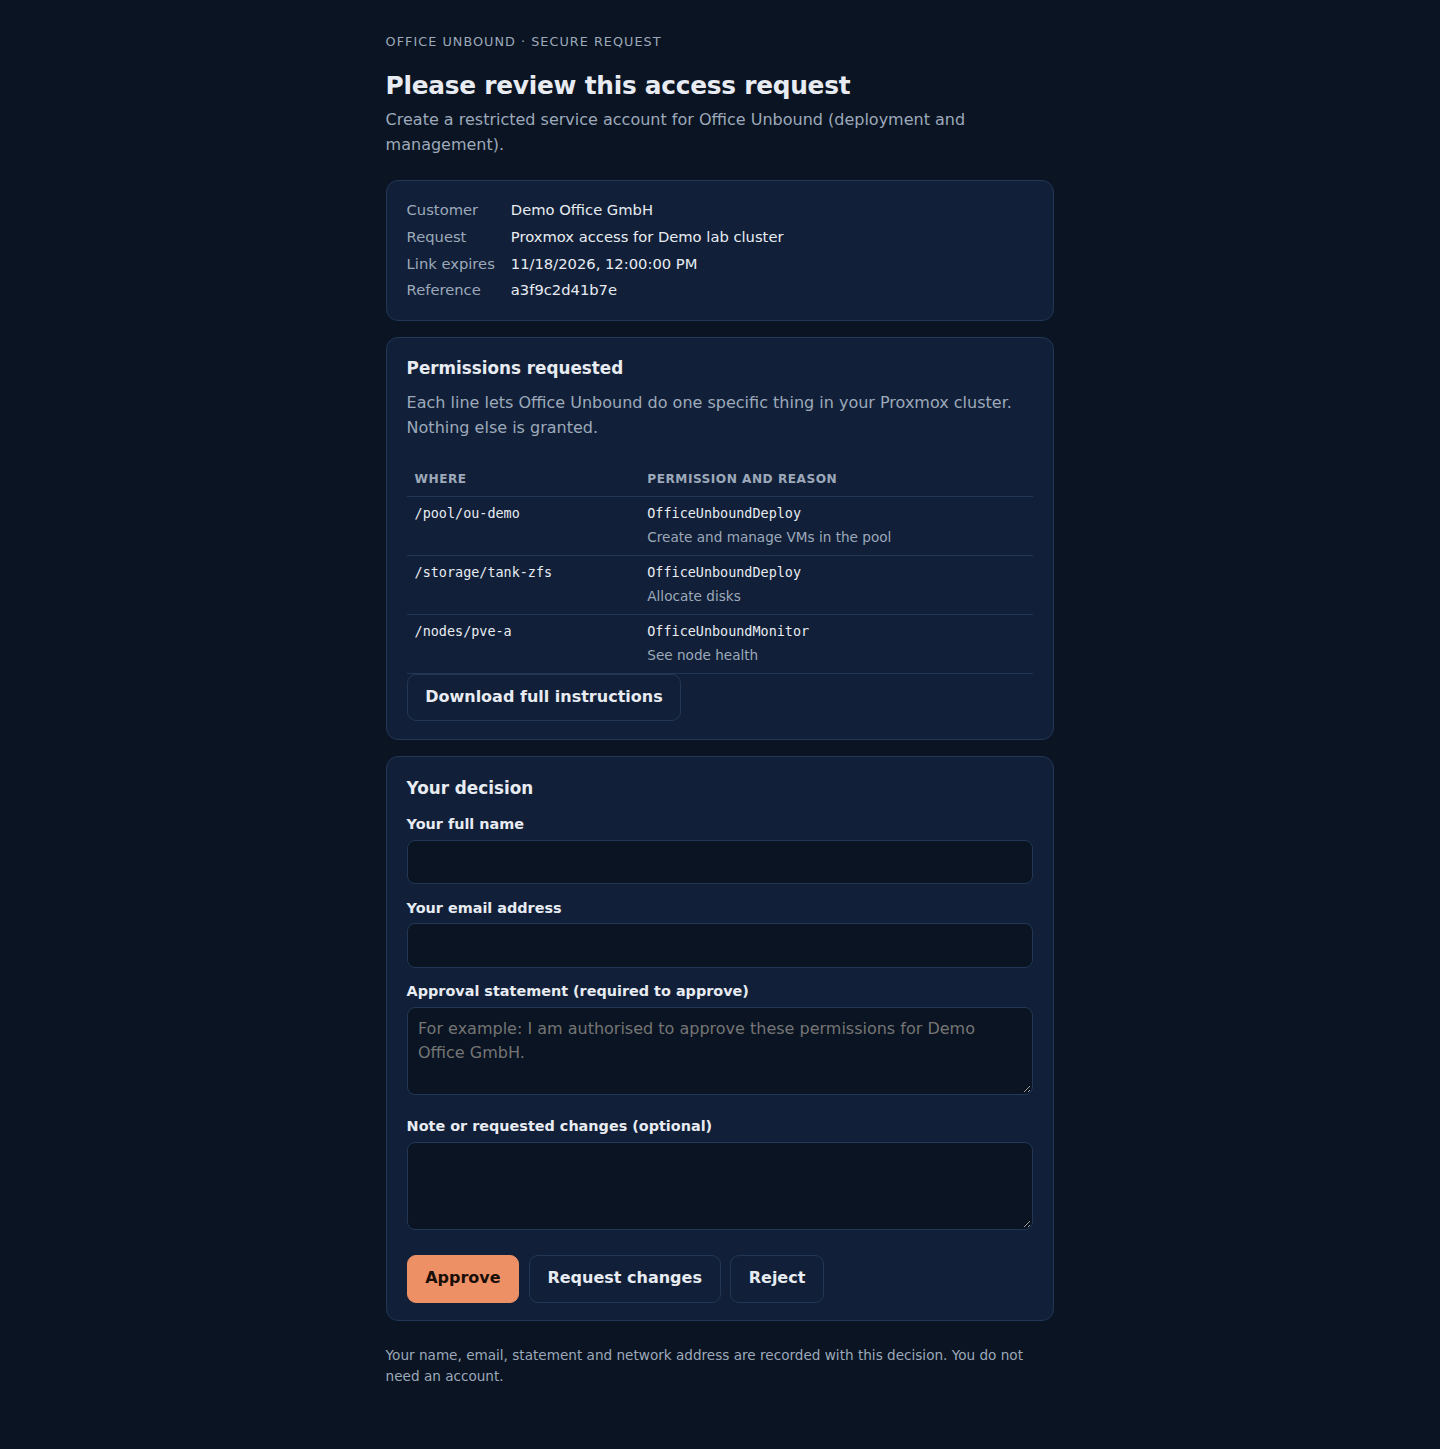 OFFICE UNBOUND · SECURE REQUEST
Please review this access request
Create a restricted service account for Office Unbound (deployment and
management).
Customer Demo Office GmbH
Request Proxmox access for Demo lab cluster
Link expires 11/18/2026, 12:00:00 PM
Reference a3f9c2d41b7e
Permissions requested
Each line lets Office Unbound do one specific thing in your Proxmox cluster.
Nothing else is granted.
WHERE PERMISSION AND REASON
/pool/ou-demo OfficeUnboundDeploy
Create and manage VMs in the pool
/storage/tank-zfs OfficeUnboundDeploy
Allocate disks
/nodes/pve-a OfficeUnboundMonitor
See node health
Download full instructions
Your decision
Your full name
Your email address
Approval statement (required to approve)
For example: I am authorised to approve these permissions for Demo
Office GmbH.
Note or requested changes (optional)
Approve Request changes Reject
Your name, email, statement and network address are recorded with this decision. You do not
need an account.